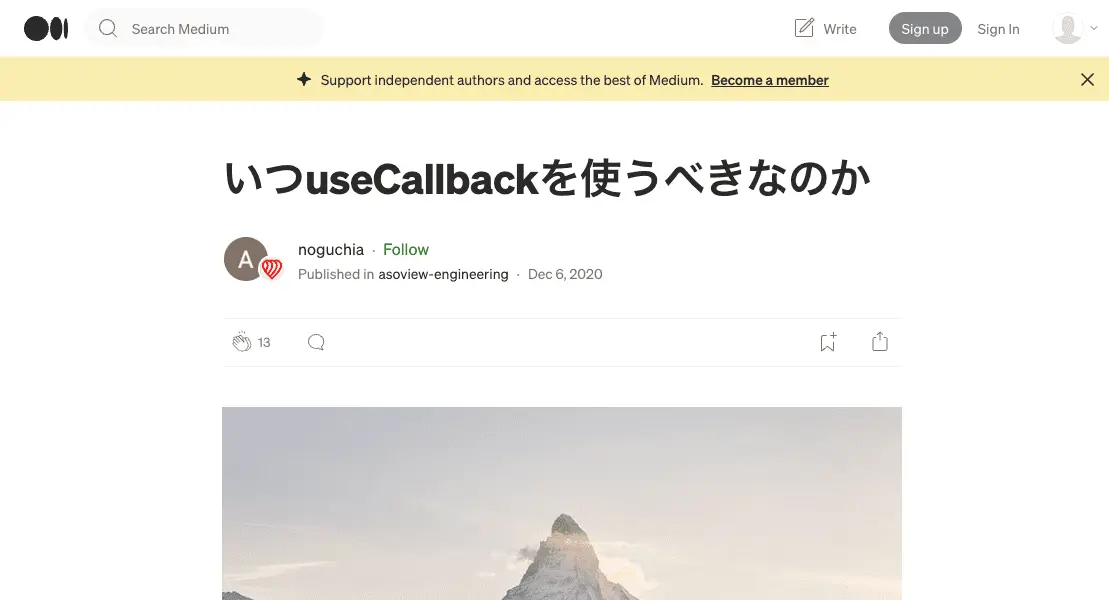 Search Medium
Write
Sign up
Sign In
Support independent authors and access the best of Medium. Become a member
いつuseCallbackを使うべきなのか
A
noguchia · Follow
Published in asoview-engineering · Dec 6, 2020
13